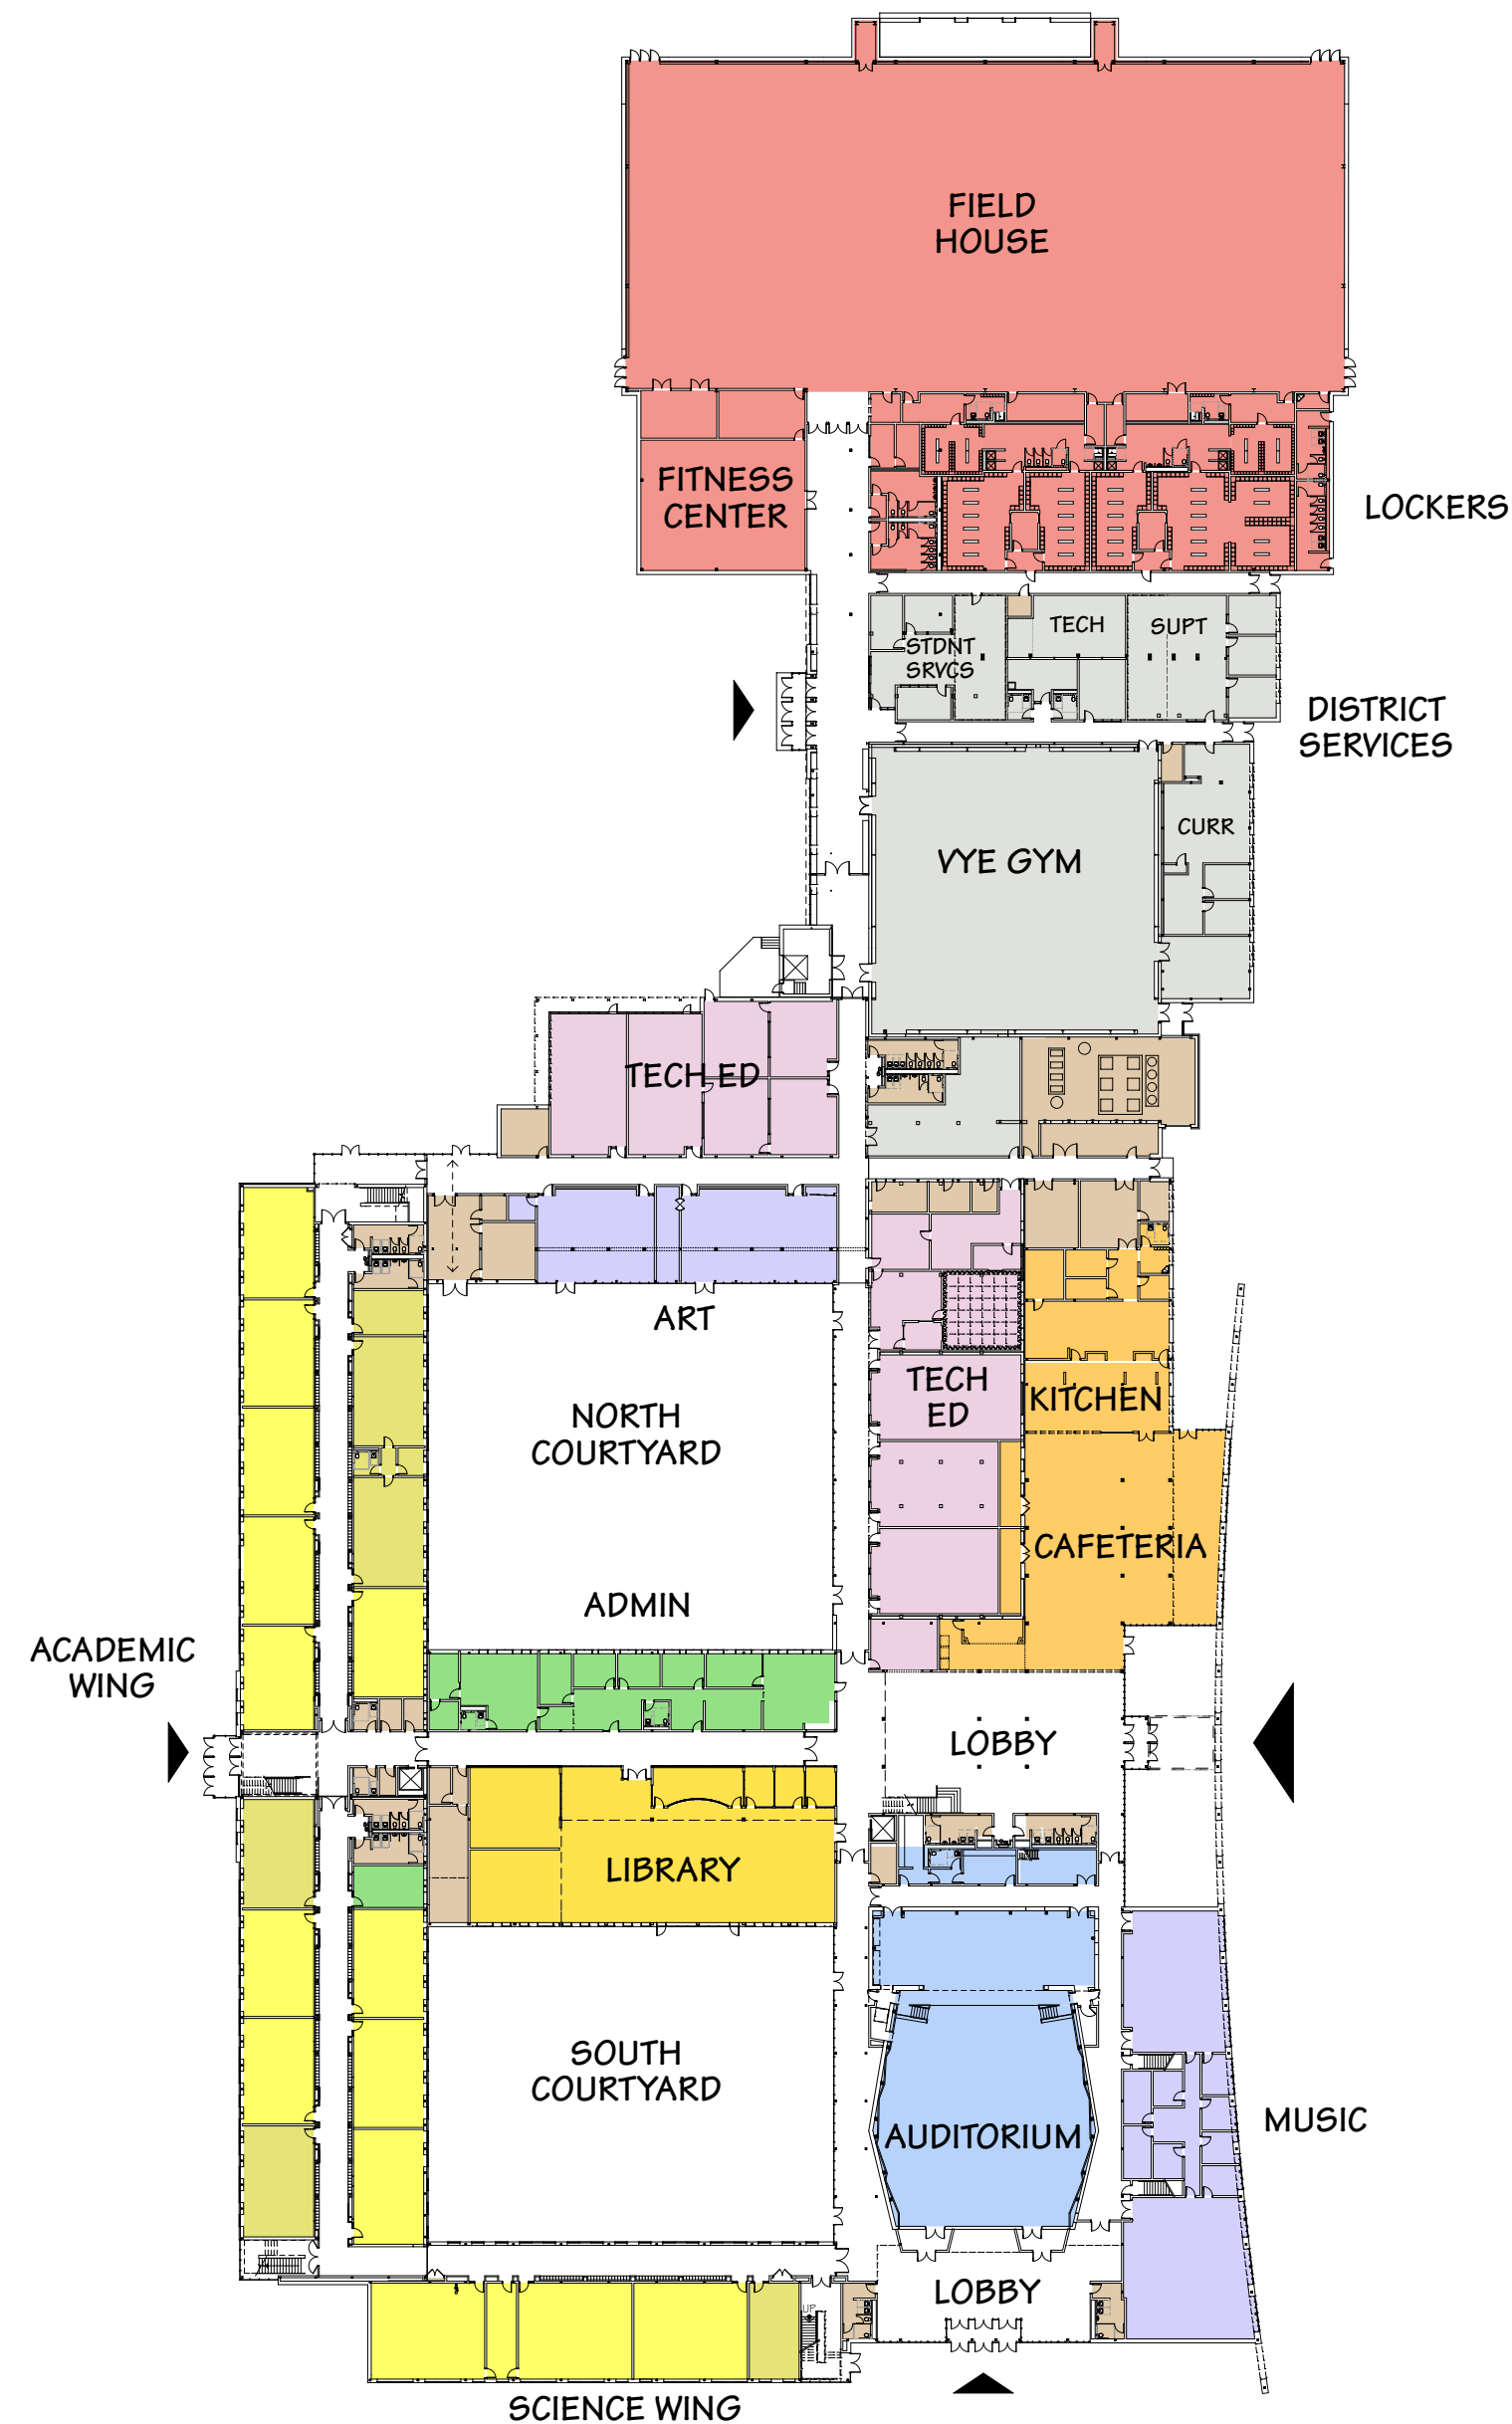 FIELD
HOUSE
FITNESS
CENTER
LOCKERS
TECH
SUPT
STDNT
SRVCS
DISTRICT
SERVICES
CURR
VYE GYM
TECH ED
ART
TECH
ED
KITCHEN
NORTH
COURTYARD
CAFETERIA
ADMIN
ACADEMIC
WING
LOBBY
LIBRARY
SOUTH
COURTYARD
AUDITORIUM
MUSIC
LOBBY
UP
SCIENCE WING